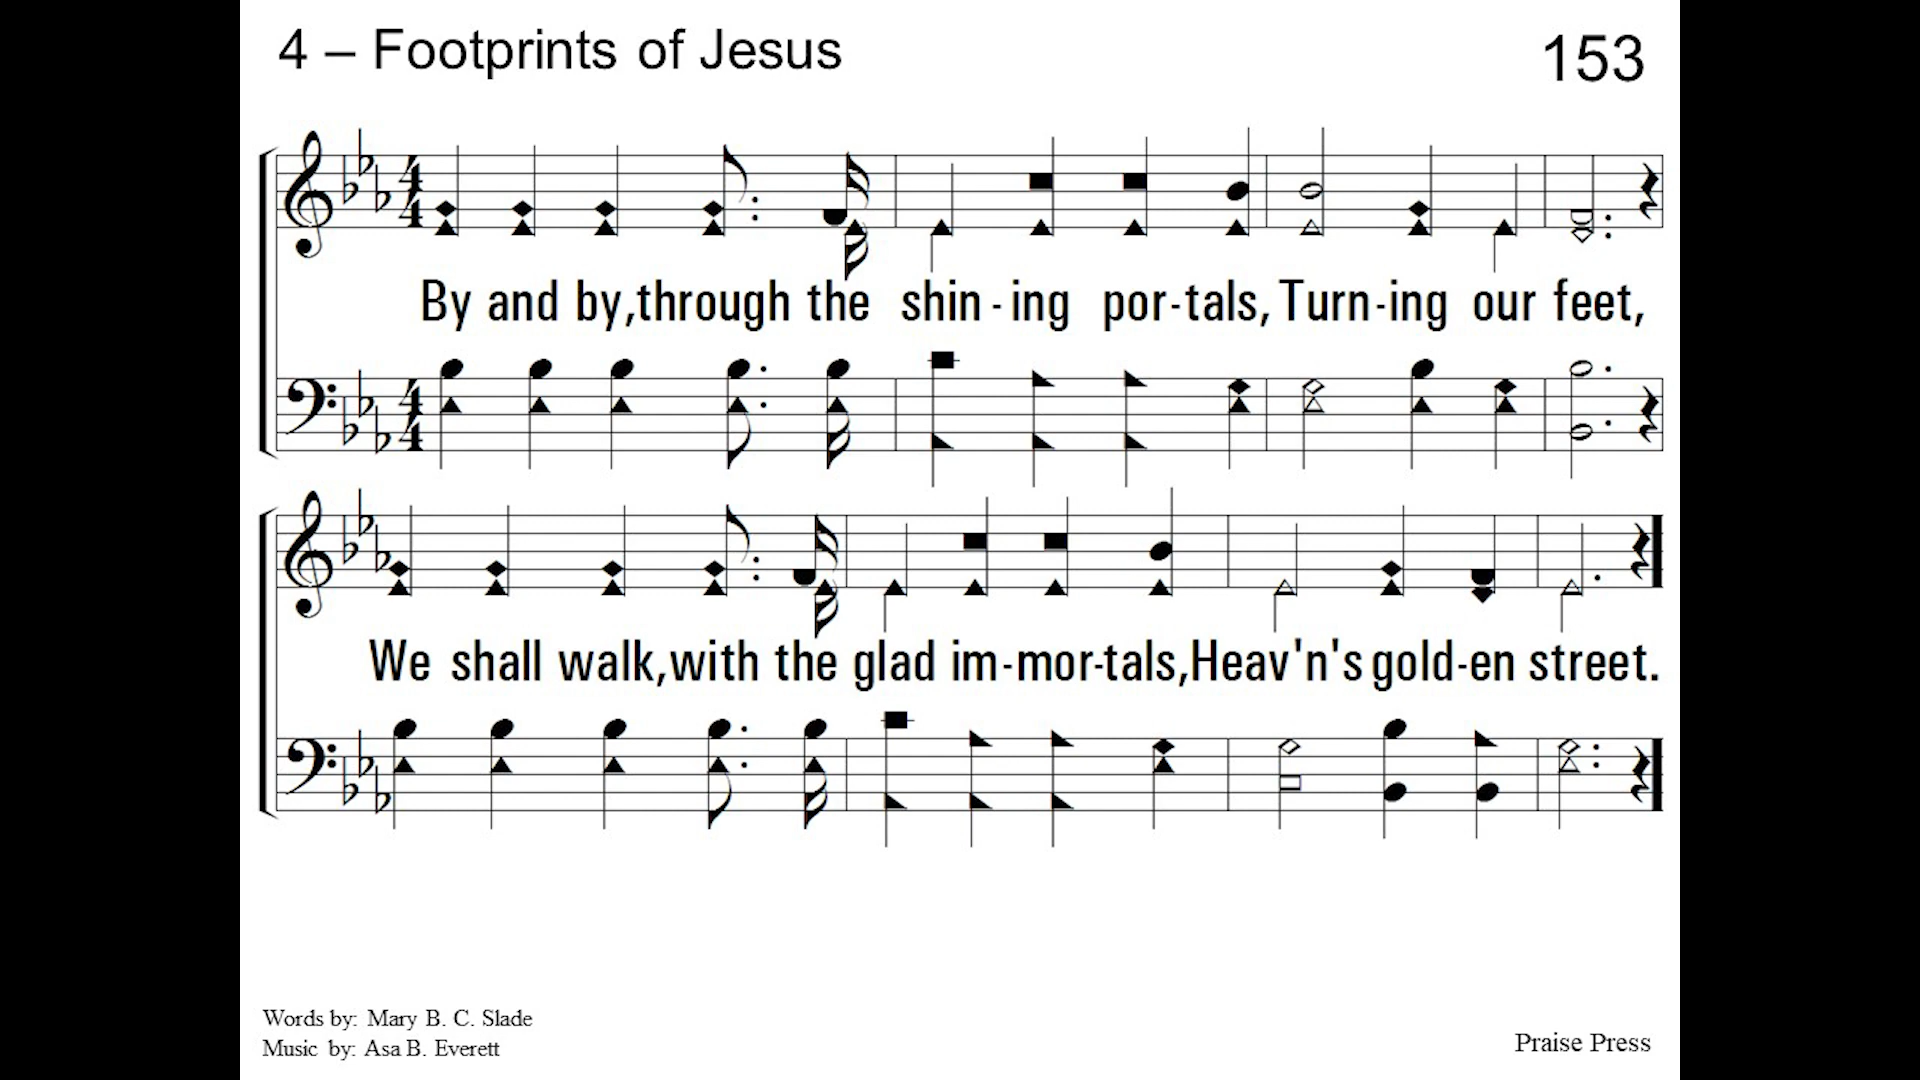 4 – Footprints of Jesus
153
By and by,through the shin-ing por-tals,Turn-ing our feet,
We shall walk,with the glad im-mor-tals,Heav'n's gold-en street.
Words by: Mary B. C. Slade
Music by: Asa B. Everett
Praise Press